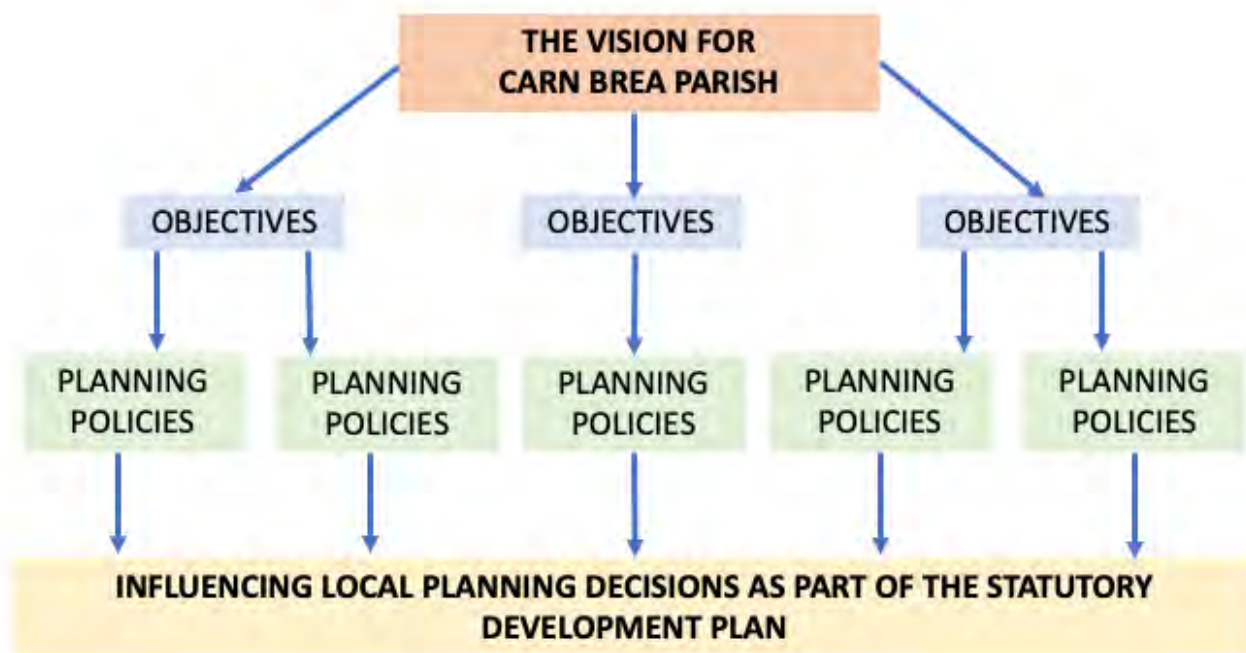 THE VISION FOR
CARN BREA PARISH
OBJECTIVES
OBJECTIVES
OBJECTIVES
PLANNING
POLICIES
PLANNING
POLICIES
PLANNING
POLICIES
PLANNING
POLICIES
PLANNING
POLICIES
INFLUENCING LOCAL PLANNING DECISIONS AS PART OF THE STATUTORY
DEVELOPMENT PLAN